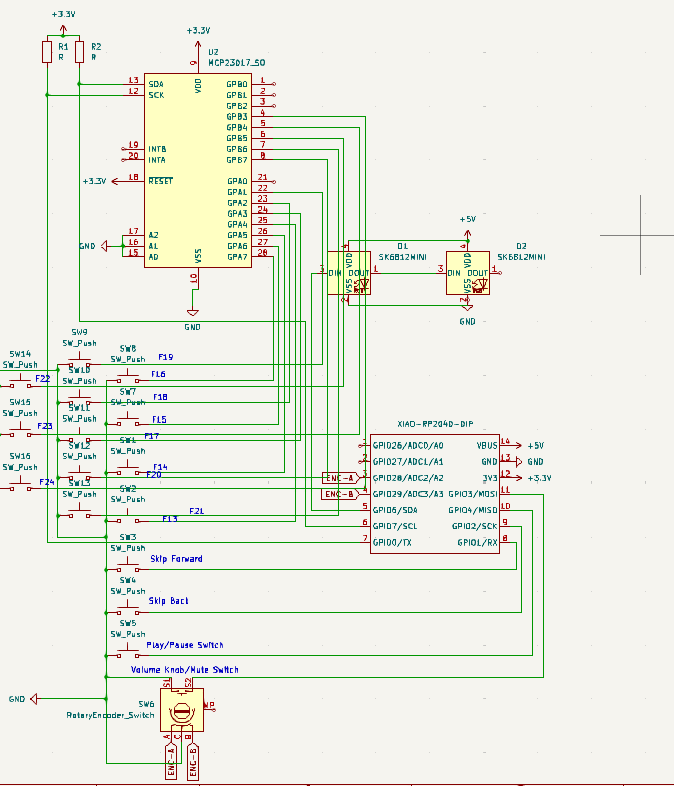 +3.3V
R1
R
R2
R
+3.3V
U2
MCP23017_SO
9
VDD
13 SDA
12 SCK
19 INTB
20 INTA
+3.3V
18 RESET
GND
17 A2
16 A1
15 A0
VSS
10
GND
GPB0 1
GPB1 2
GPB2 3
GPB3 4
GPB4 5
GPB5 6
GPB6 7
GPB7 8
GPA0 21
GPA1 22
GPA2 23
GPA3 24
GPA4 25
GPA5 26
GPA6 27
GPA7 28
D1
SK6812MINI
3 DIN
DOUT 1
VDD
VSS
+5V
D2
SK6812MINI
DIN
3
DOUT 1
VDD
VSS
GND
SW9
SW_Push
SW8
SW_Push
F19
SW14
SW_Push
F22
SW10
F16
SW7
SW_Push
F18
SW15
SW_Push
F23
SW11
F15
SW1
F17
SW12
SW_Push
F14
F20
SW16
SW_Push
F24
SW13
SW2
SW_Push
F21
F13
SW3
SW_Push
Skip Forward
SW4
SW_Push
Skip Back
SW5
SW_Push
Play/Pause Switch
Volume Knob/Mute Switch
S1
S2
SW6
RotaryEncoder_Switch
MP
A
C
B
ENC-A
ENC-B
GND
XIAO-RP2040-DIP
1 GPIO26/ADC0/A0
2 GPIO27/ADC1/A1
ENC-A 3 GPIO28/ADC2/A2
ENC-B 4 GPIO29/ADC3/A3
5 GPIO6/SDA
6 GPIO7/SCL
7 GPIO0/TX
VBUS 14 +5V
GND 13 GND
3V3 12 +3.3V
GPIO3/MOSI 11
GPIO4/MISO 10
GPIO2/SCK 9
GPIO1/RX 8